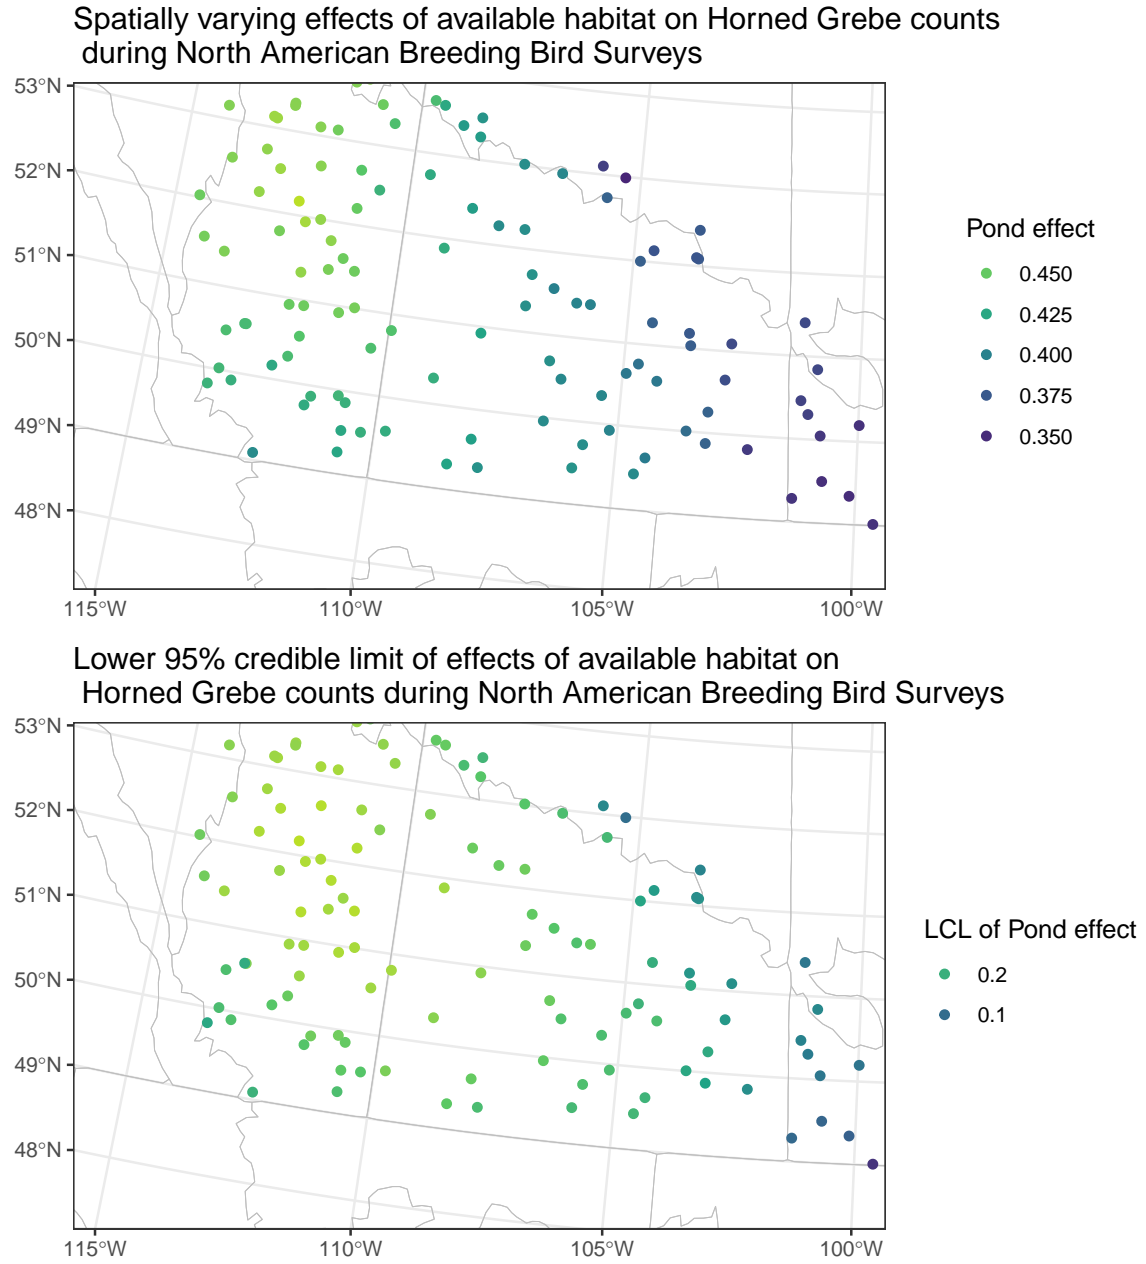 Spatially varying effects of available habitat on Horned Grebe counts
during North American Breeding Bird Surveys
53°N
52°N
51°N
50°N
49°N
48°N
115°W
110°W
105°W
100°W
Pond effect
0.450
0.425
0.400
0.375
0.350
Lower 95% credible limit of effects of available habitat on
Horned Grebe counts during North American Breeding Bird Surveys
53°N
52°N
51°N
50°N
49°N
48°N
115°W
110°W
105°W
100°W
LCL of Pond effect
0.2
0.1